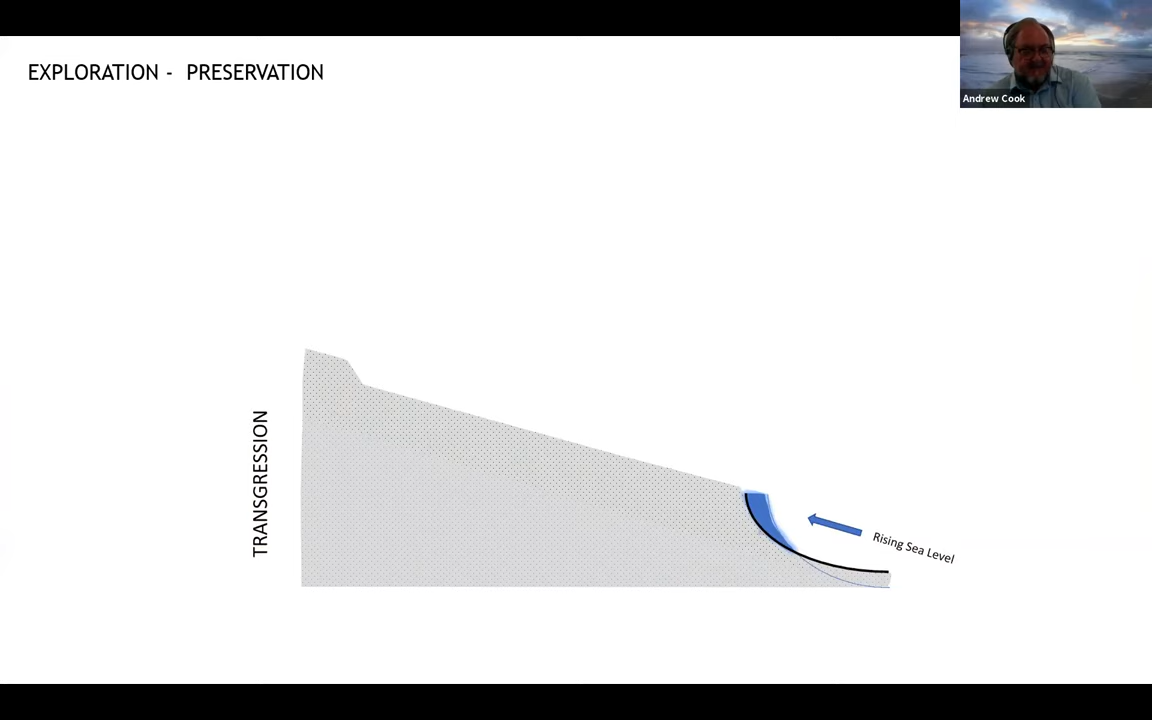 EXPLORATION - PRESERVATION
Andrew Cook
TRANSGRESSION
Rising Sea Level